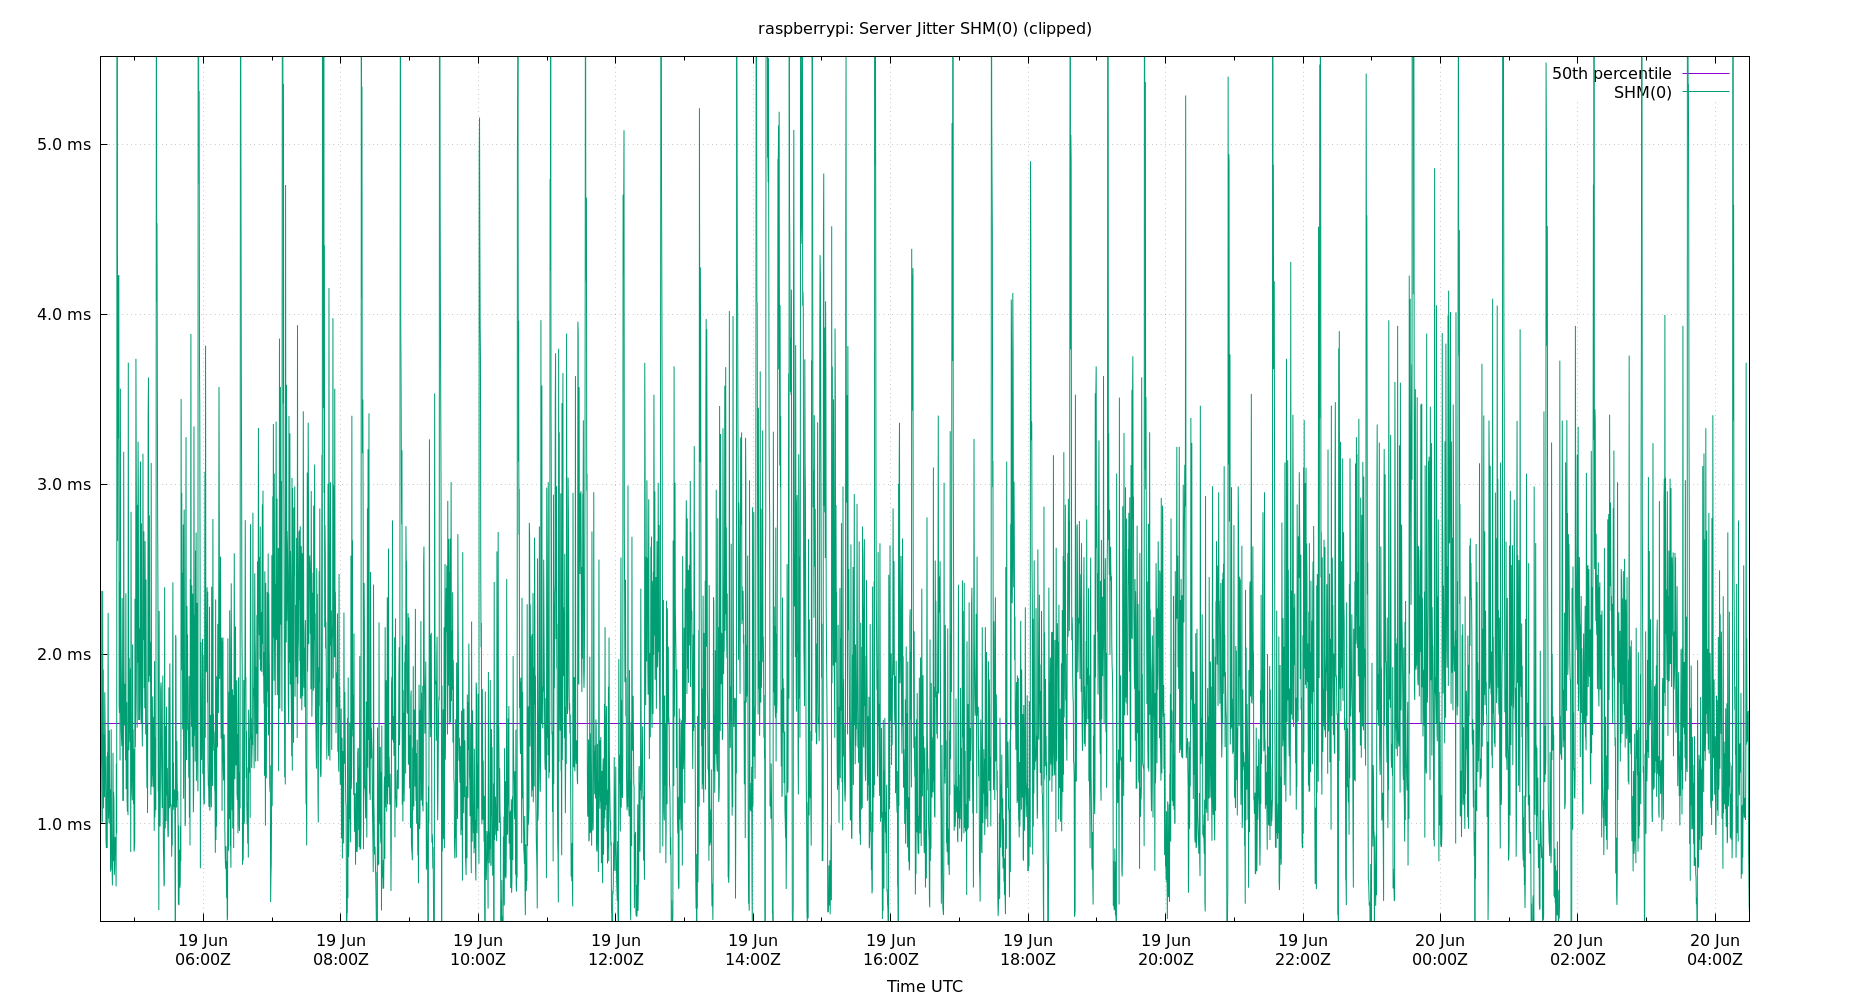 raspberrypi: Server Jitter SHM(0) (clipped)
50th percentile
SHM(0)
5.0 ms
4.0 ms
3.0 ms
2.0 ms
1.0 ms
19 Jun 19 Jun 19 Jun 19 Jun 19 Jun 19 Jun 19 Jun 19 Jun 19 Jun 20 Jun 20 Jun 20 Jun
06:00Z 08:00Z 10:00Z 12:00Z 14:00Z 16:00Z 18:00Z 20:00Z 22:00Z 00:00Z 02:00Z 04:00Z
Time UTC